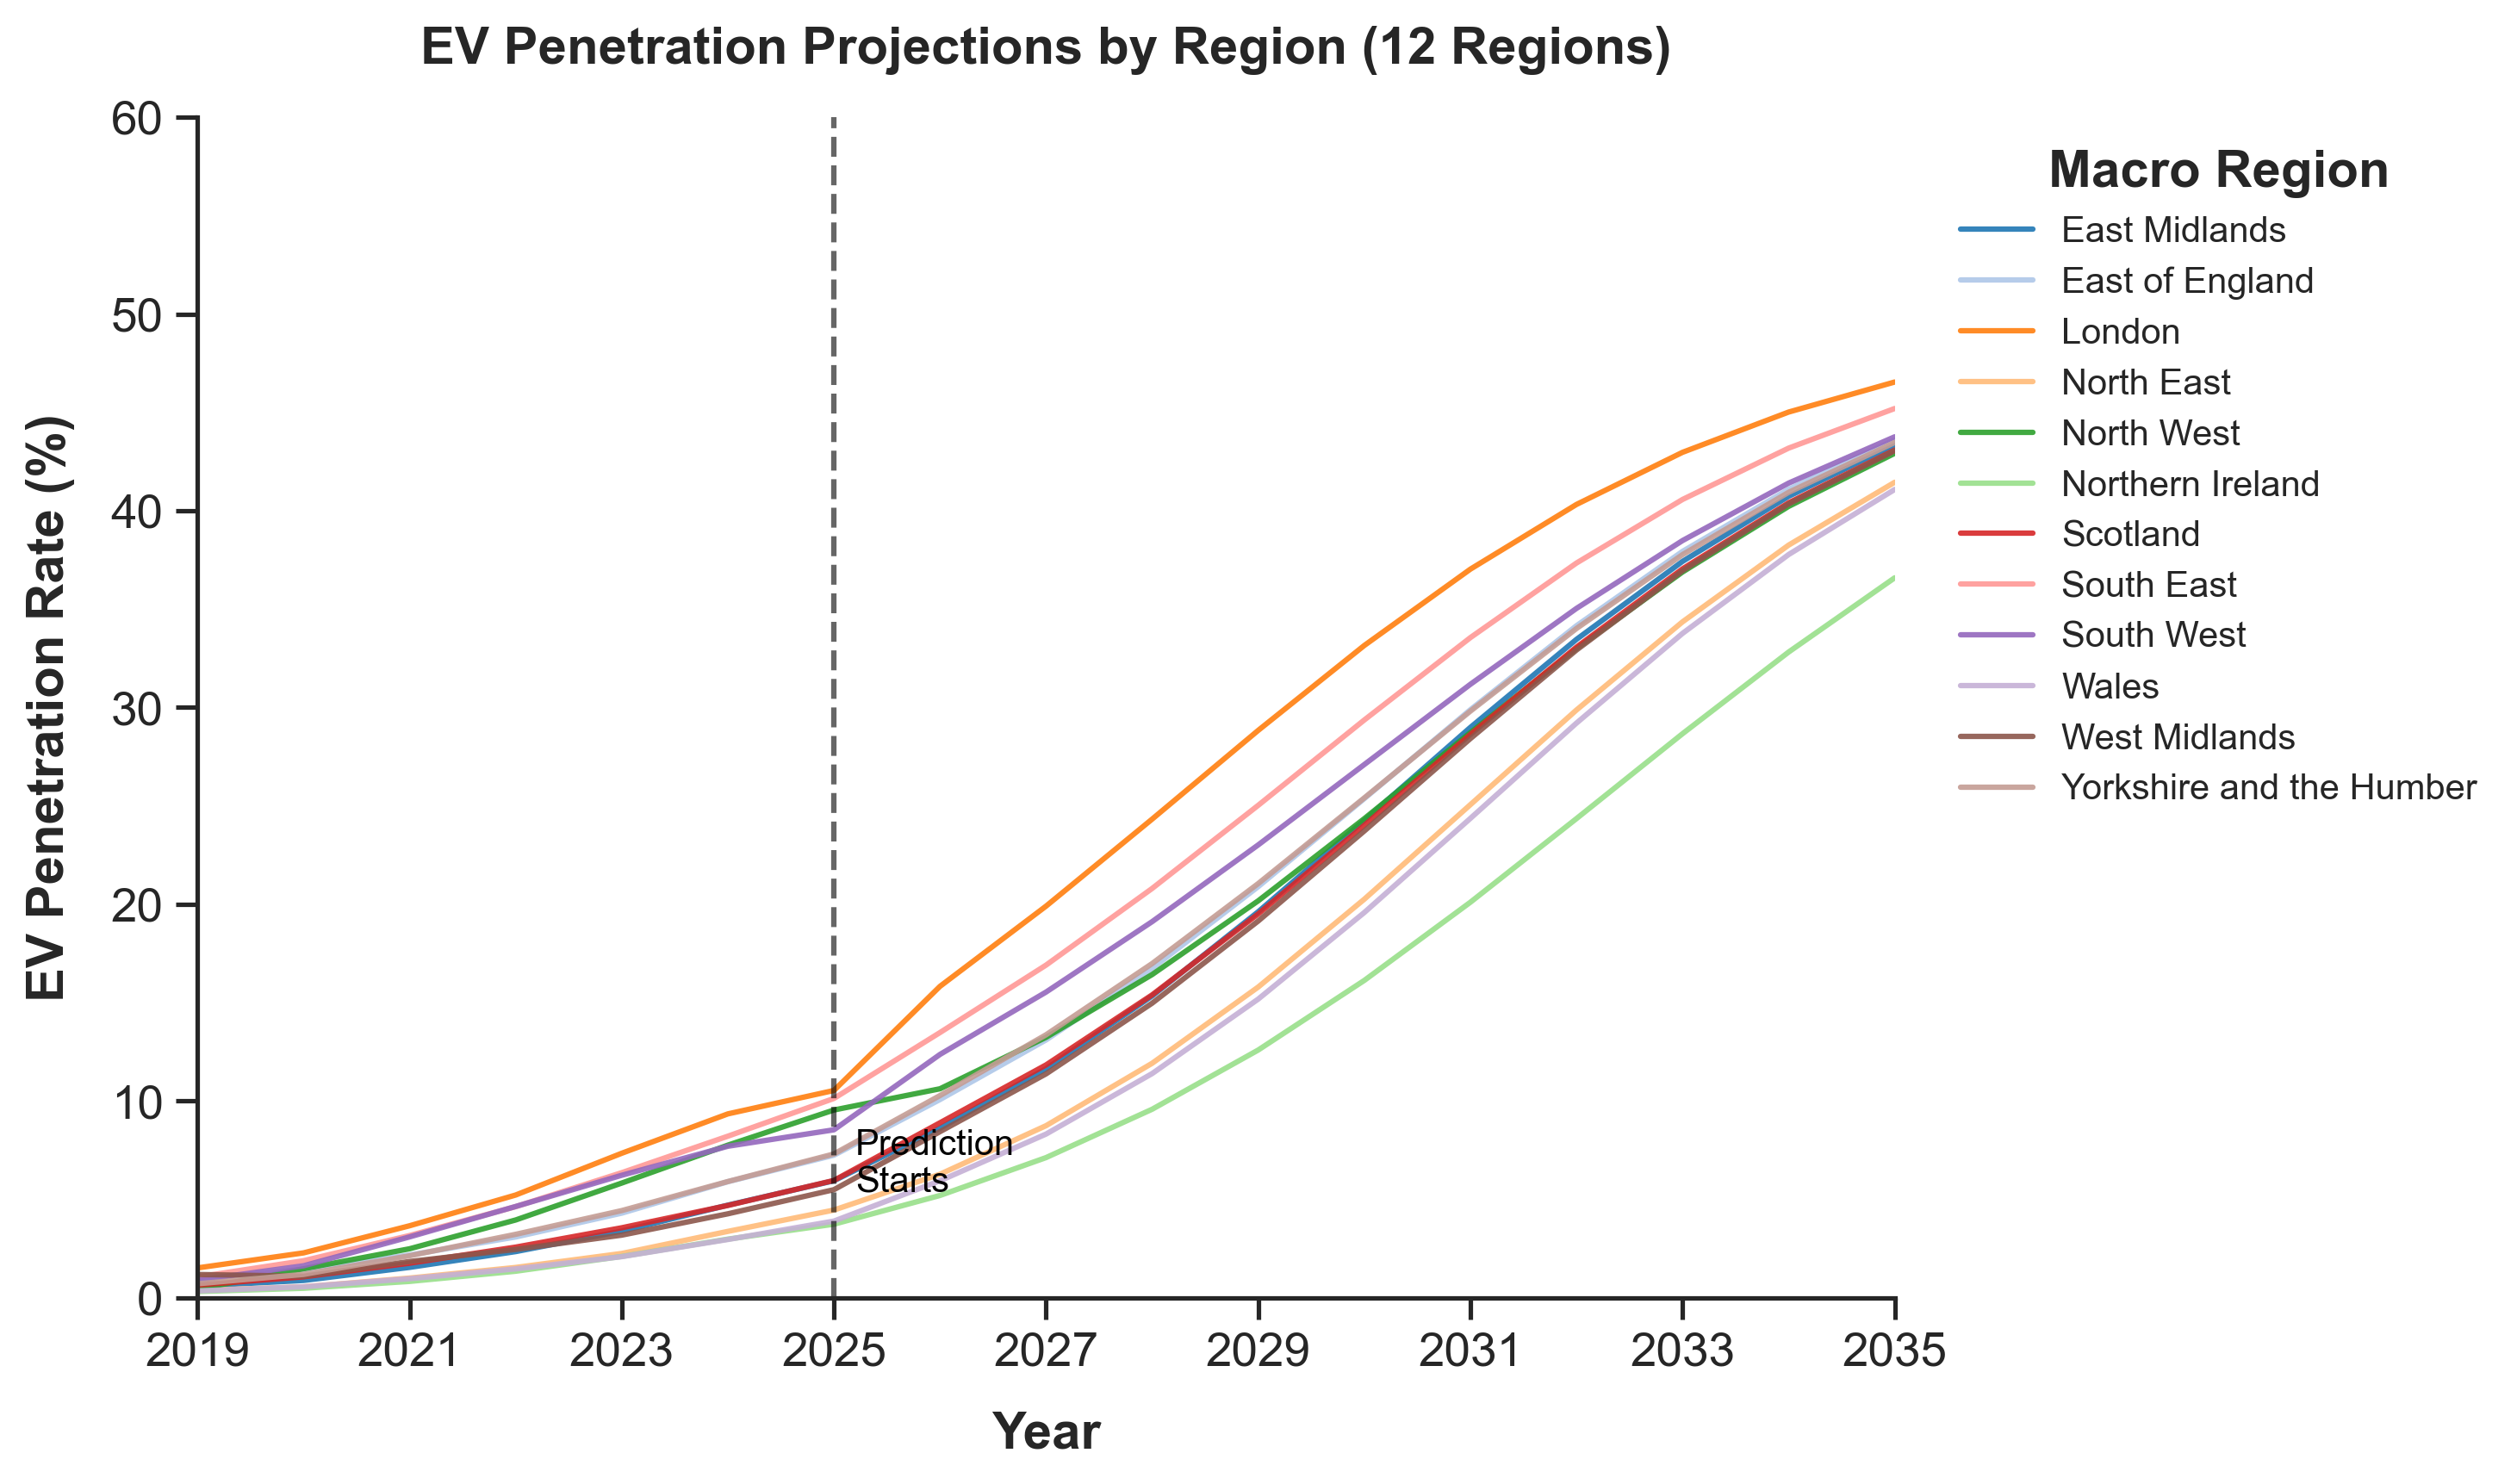 EV Penetration Projections by Region (12 Regions)
EV Penetration Rate (%)
60
50
40
30
20
10
0
Prediction
Starts
2019 2021 2023 2025 2027 2029 2031 2033 2035
Year
Macro Region
East Midlands
East of England
London
North East
North West
Northern Ireland
Scotland
South East
South West
Wales
West Midlands
Yorkshire and the Humber